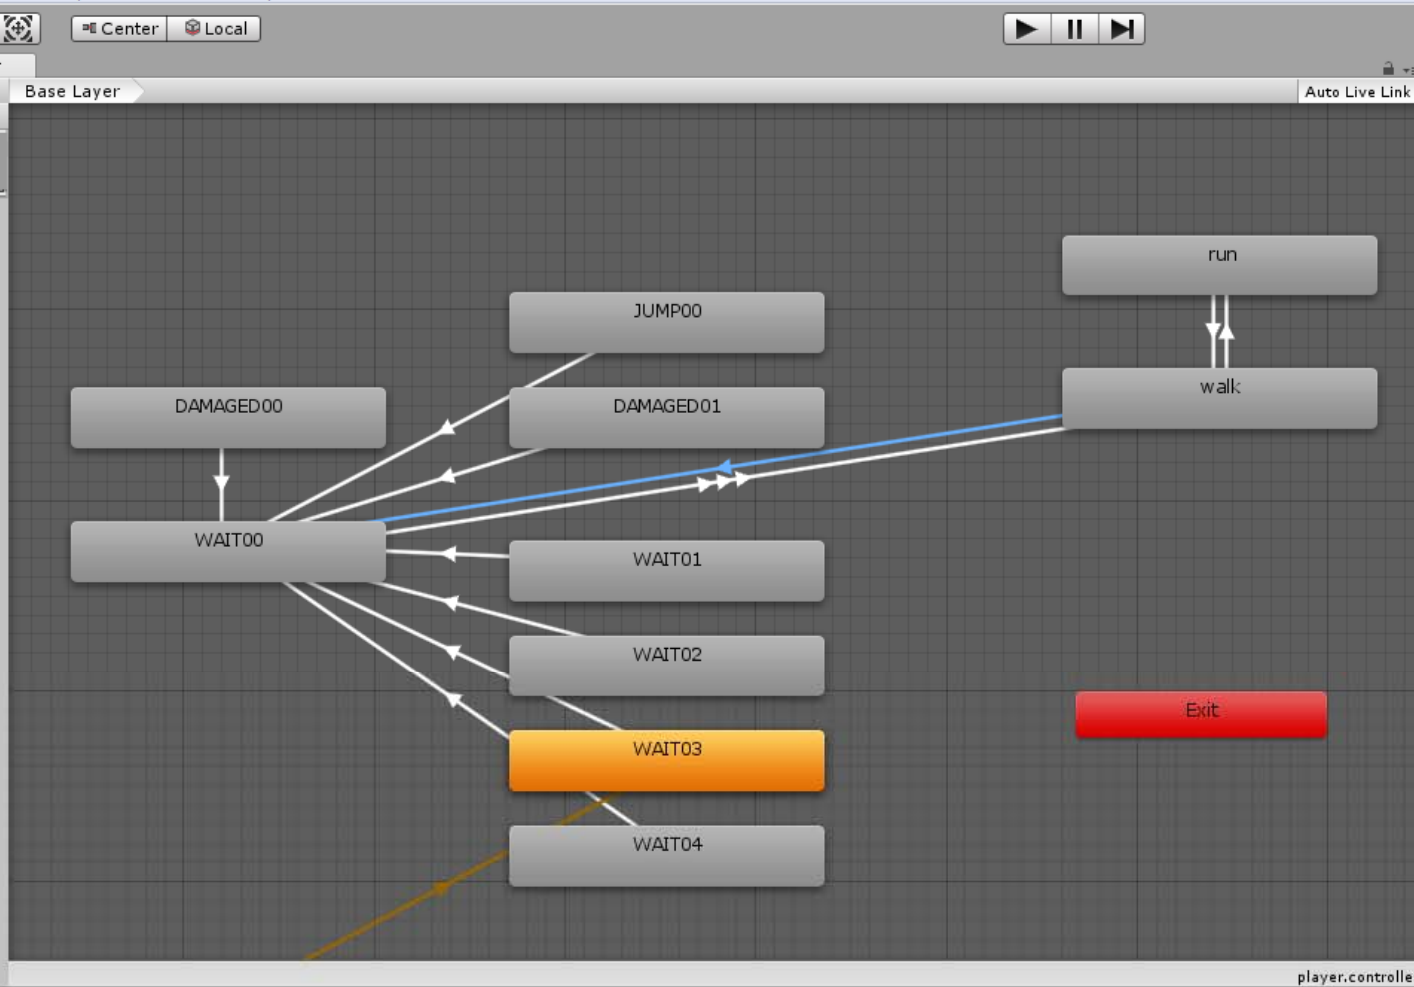 Center
Local
Base Layer
Auto Live Link
run
JUMP00
walk
DAMAGED00
DAMAGED01
WAIT00
WAIT01
WAIT02
Exit
WAIT03
WAIT04
player.controlle